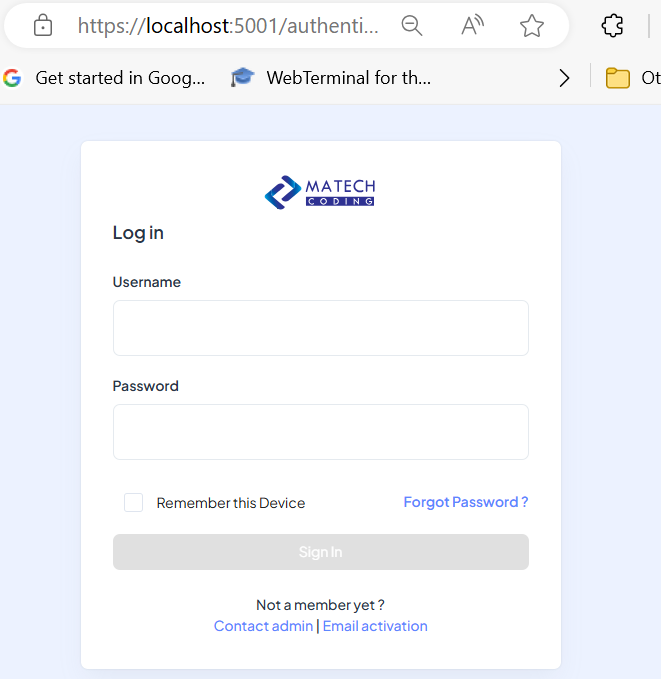 https://localhost:5001/authenti...
Get started in Goog... WebTerminal for th... Ot
MATECH
CODING
Log in
Username
Password
Remember this Device Forgot Password ?
Sign In
Not a member yet ?
Contact admin | Email activation